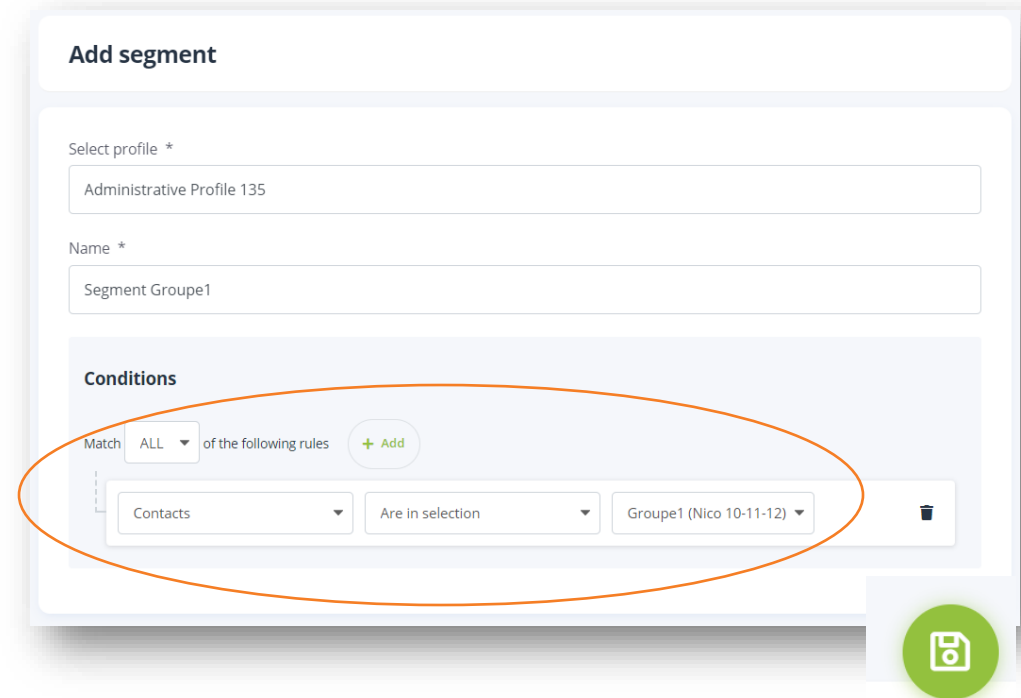 Add segment
Select profile *
Administrative Profile 135
Name *
Segment Groupe1
Conditions
Match ALL of the following rules + Add
Contacts Are in selection Groupe1 (Nico 10-11-12)